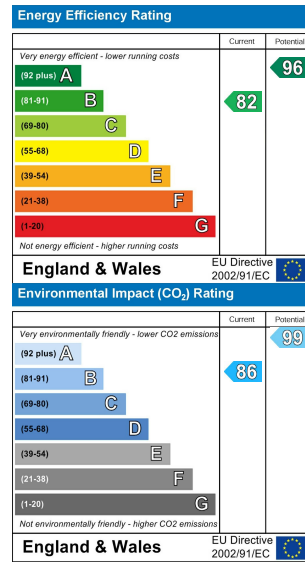 Energy Efficiency Rating
Current Potential
Very energy efficient - lower running costs
(92 plus) A 96
(81-91) B 82
(69-80) C
(55-68) D
(39-54) E
(21-38) F
(1-20) G
Not energy efficient - higher running costs
England & Wales EU Directive 2002/91/EC
Environmental Impact (CO2) Rating
Current Potential
Very environmentally friendly - lower CO2 emissions
(92 plus) A 99
(81-91) B 86
(69-80) C
(55-68) D
(39-54) E
(21-38) F
(1-20) G
Not environmentally friendly - higher CO2 emissions
England & Wales EU Directive 2002/91/EC